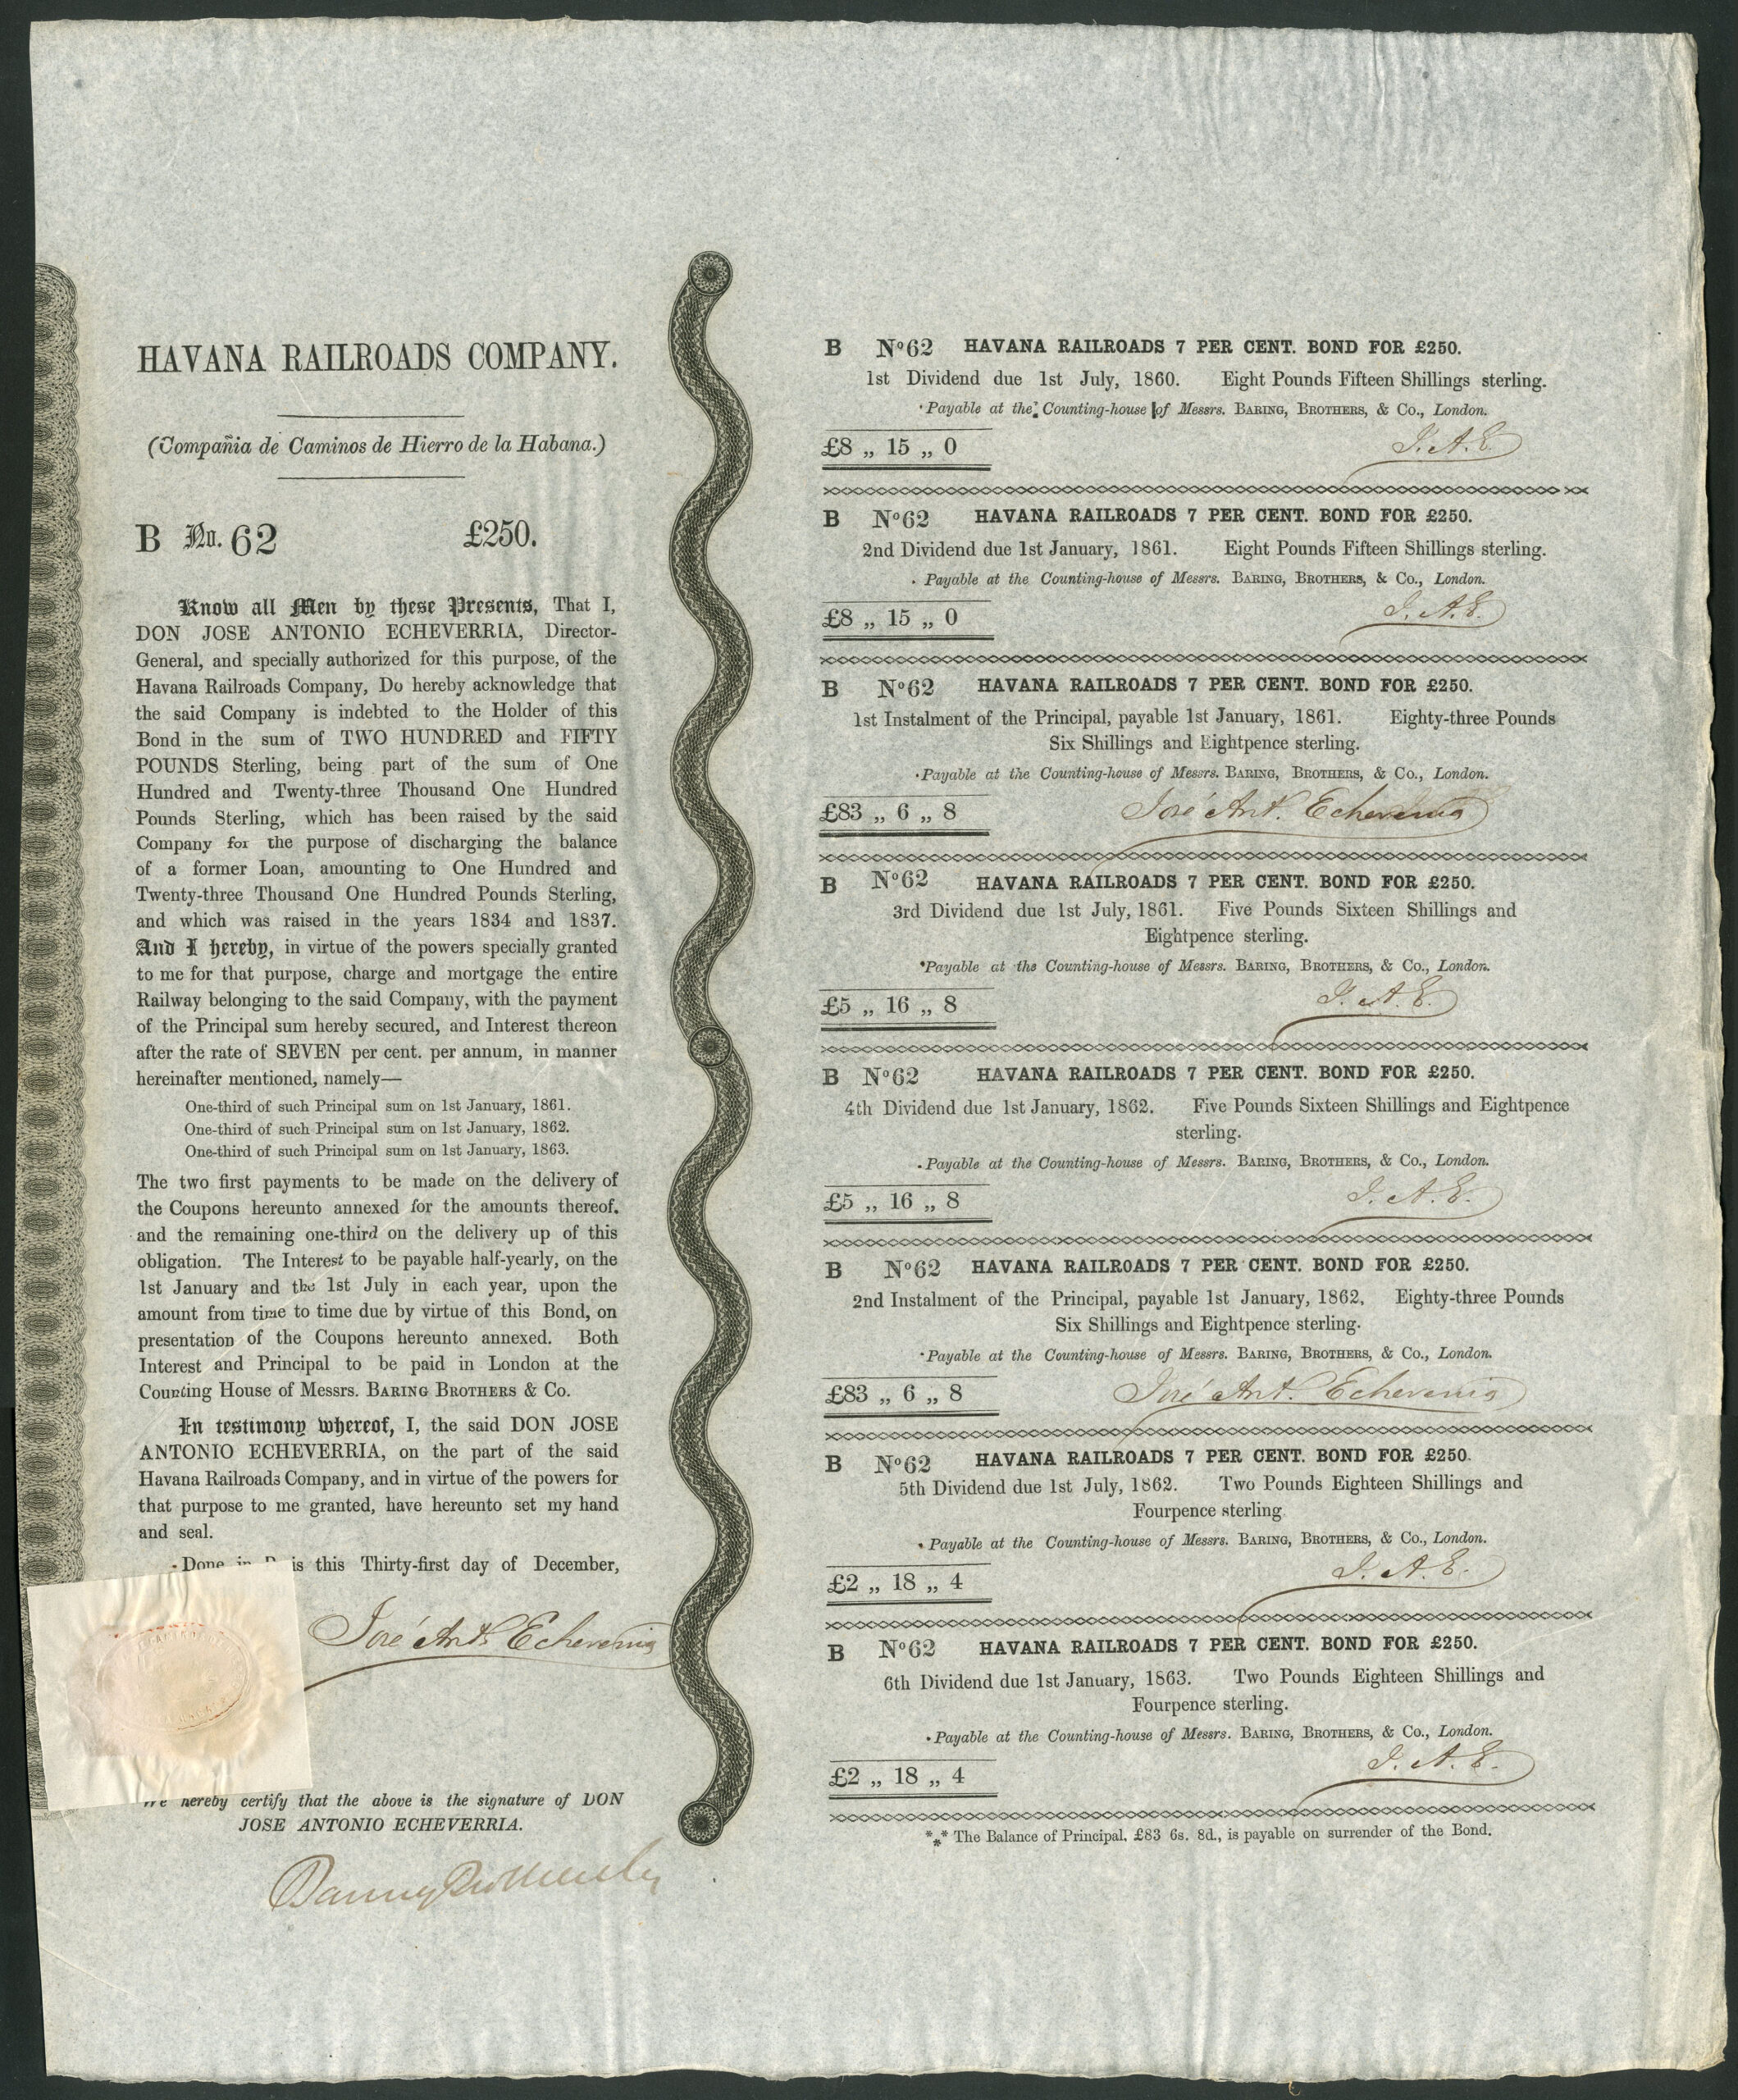 HAVANA RAILROADS COMPANY.
(Compañia de Caminos de Hierro de la Habana.)
B No. 62 £250.
Know all Men by these Presents, That I,
DON JOSE ANTONIO ECHEVERRIA, Director-
General, and specially authorized for this purpose, of the
Havana Railroads Company, Do hereby acknowledge that
the said Company is indebted to the Holder of this
Bond in the sum of TWO HUNDRED and FIFTY
POUNDS Sterling, being part of the sum of One
Hundred and Twenty-three Thousand One Hundred
Pounds Sterling, which has been raised by the said
Company for the purpose of discharging the balance
of a former Loan, amounting to One Hundred and
Twenty-three Thousand One Hundred Pounds Sterling,
and which was raised in the years 1834 and 1837.
And I hereby, in virtue of the powers specially granted
to me for that purpose, charge and mortgage the entire
Railway belonging to the said Company, with the payment
of the Principal sum hereby secured, and Interest thereon
after the rate of SEVEN per cent. per annum, in manner
hereinafter mentioned, namely—
One-third of such Principal sum on 1st January, 1861.
One-third of such Principal sum on 1st January, 1862.
One-third of such Principal sum on 1st January, 1863.
The two first payments to be made on the delivery of
the Coupons hereunto annexed for the amounts thereof,
and the remaining one-third on the delivery up of this
obligation. The Interest to be payable half-yearly, on the
1st January and the 1st July in each year, upon the
amount from time to time due by virtue of this Bond, on
presentation of the Coupons hereunto annexed. Both
Interest and Principal to be paid in London at the
Counting House of Messrs. BARING BROTHERS & Co.
In testimony whereof, I, the said DON JOSE
ANTONIO ECHEVERRIA, on the part of the said
Havana Railroads Company, and in virtue of the powers for
that purpose to me granted, have hereunto set my hand
and seal.
Done in this Thirty-first day of December,
José Ant. Echeverria
We hereby certify that the above is the signature of DON
JOSE ANTONIO ECHEVERRIA.
B No 62 HAVANA RAILROADS 7 PER CENT. BOND FOR £250.
1st Dividend due 1st July, 1860. Eight Pounds Fifteen Shillings sterling.
Payable at the Counting-house of Messrs. BARING, BROTHERS, & Co., London.
£8 „ 15 „ 0 J. A. E.
B No 62 HAVANA RAILROADS 7 PER CENT. BOND FOR £250.
2nd Dividend due 1st January, 1861. Eight Pounds Fifteen Shillings sterling.
Payable at the Counting-house of Messrs. BARING, BROTHERS, & Co., London.
£8 „ 15 „ 0 J. A. E.
B No 62 HAVANA RAILROADS 7 PER CENT. BOND FOR £250.
1st Instalment of the Principal, payable 1st January, 1861. Eighty-three Pounds
Six Shillings and Eightpence sterling.
Payable at the Counting-house of Messrs. BARING, BROTHERS, & Co., London.
£83 „ 6 „ 8 José Ant. Echeverria
B No 62 HAVANA RAILROADS 7 PER CENT. BOND FOR £250.
3rd Dividend due 1st July, 1861. Five Pounds Sixteen Shillings and
Eightpence sterling.
Payable at the Counting-house of Messrs. BARING, BROTHERS, & Co., London.
£5 „ 16 „ 8 J. A. E.
B No 62 HAVANA RAILROADS 7 PER CENT. BOND FOR £250.
4th Dividend due 1st January, 1862. Five Pounds Sixteen Shillings and Eightpence
sterling.
Payable at the Counting-house of Messrs. BARING, BROTHERS, & Co., London.
£5 „ 16 „ 8 J. A. E.
B No 62 HAVANA RAILROADS 7 PER CENT. BOND FOR £250.
2nd Instalment of the Principal, payable 1st January, 1862, Eighty-three Pounds
Six Shillings and Eightpence sterling.
Payable at the Counting-house of Messrs. BARING, BROTHERS, & Co., London.
£83 „ 6 „ 8 José Ant. Echeverria
B No 62 HAVANA RAILROADS 7 PER CENT. BOND FOR £250.
5th Dividend due 1st July, 1862. Two Pounds Eighteen Shillings and
Fourpence sterling
Payable at the Counting-house of Messrs. BARING, BROTHERS, & Co., London.
£2 „ 18 „ 4 J. A. E.
B No 62 HAVANA RAILROADS 7 PER CENT. BOND FOR £250.
6th Dividend due 1st January, 1863. Two Pounds Eighteen Shillings and
Fourpence sterling.
Payable at the Counting-house of Messrs. BARING, BROTHERS, & Co., London.
£2 „ 18 „ 4 J. A. E.
*** The Balance of Principal, £83 6s. 8d., is payable on surrender of the Bond.